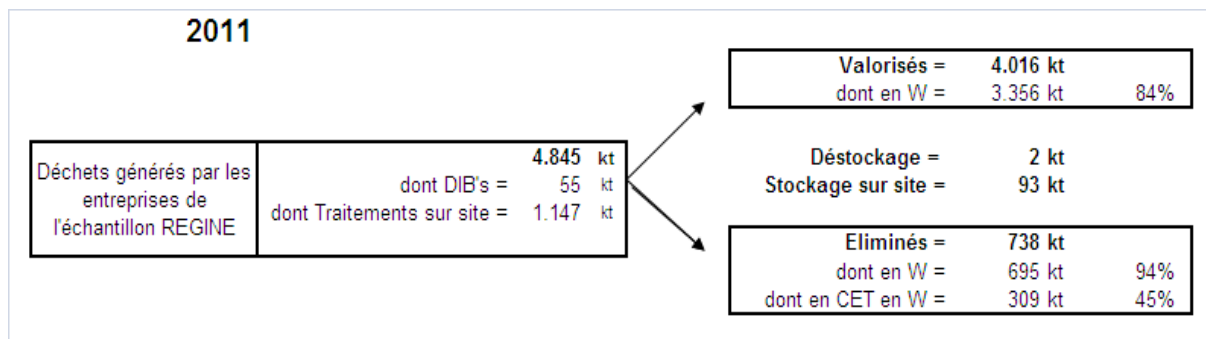 2011
Déchets générés par les
entreprises de
l'échantillon REGINE
4.845 kt
dont DIB's = 55 kt
dont Traitements sur site = 1.147 kt
Valorisés = 4.016 kt
dont en W = 3.356 kt 84%
Déstockage = 2 kt
Stockage sur site = 93 kt
Eliminés = 738 kt
dont en W = 695 kt 94%
dont en CET en W = 309 kt 45%